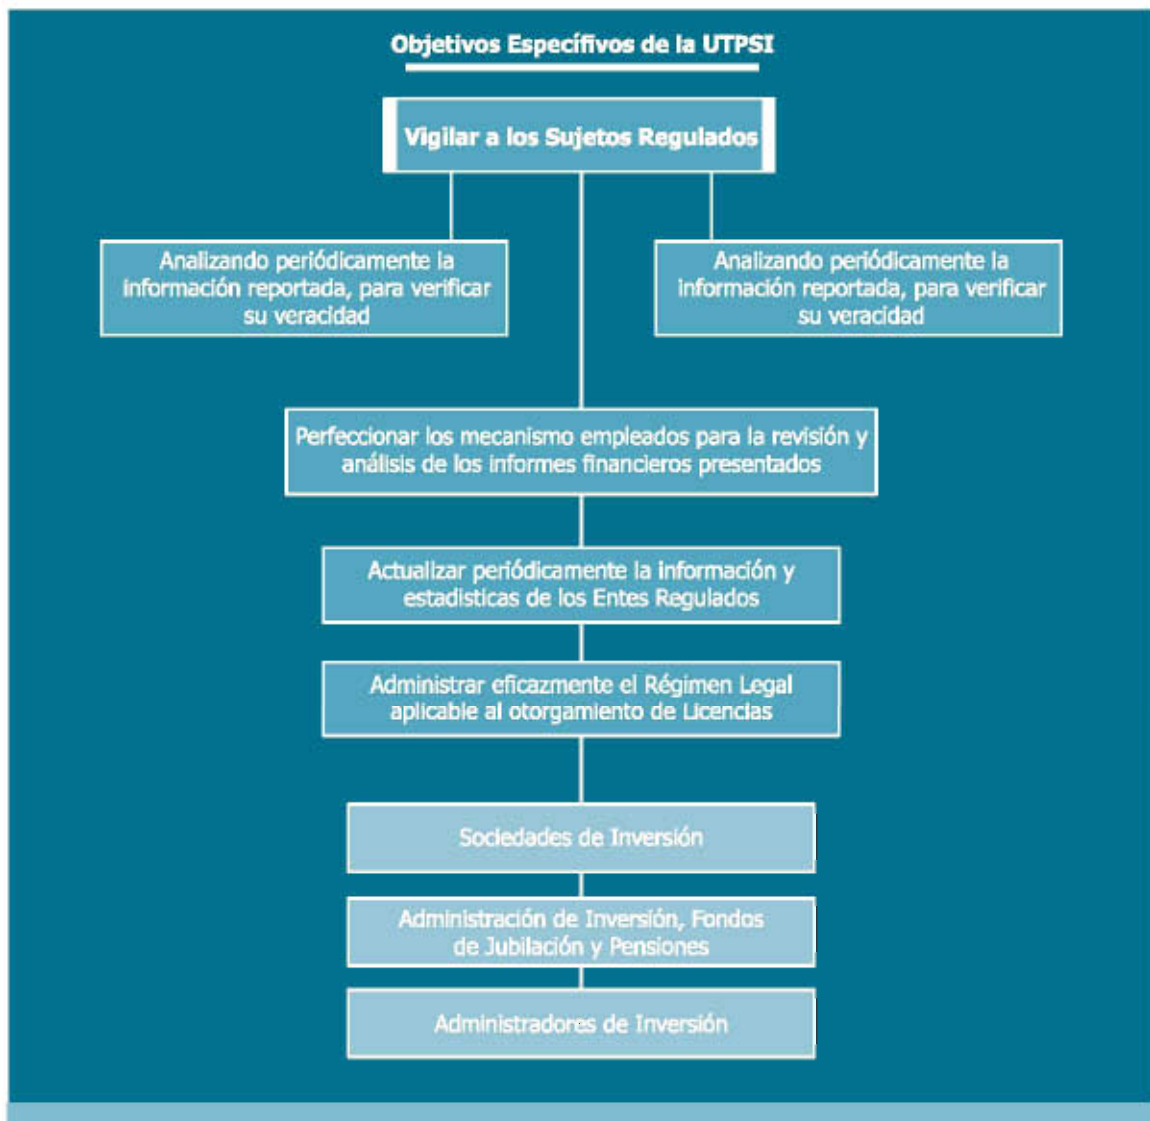 Objetivos Específivos de la UTPSI
Vigilar a los Sujetos Regulados
Analizando periódicamente la
información reportada, para verificar
su veracidad
Analizando periódicamente la
información reportada, para verificar
su veracidad
Perfeccionar los mecanismo empleados para la revisión y
análisis de los informes financieros presentados
Actualizar periódicamente la información y
estadisticas de los Entes Regulados
Administrar eficazmente el Régimen Legal
aplicable al otorgamiento de Licencias
Sociedades de Inversión
Administración de Inversión, Fondos
de Jubilación y Pensiones
Administradores de Inversión